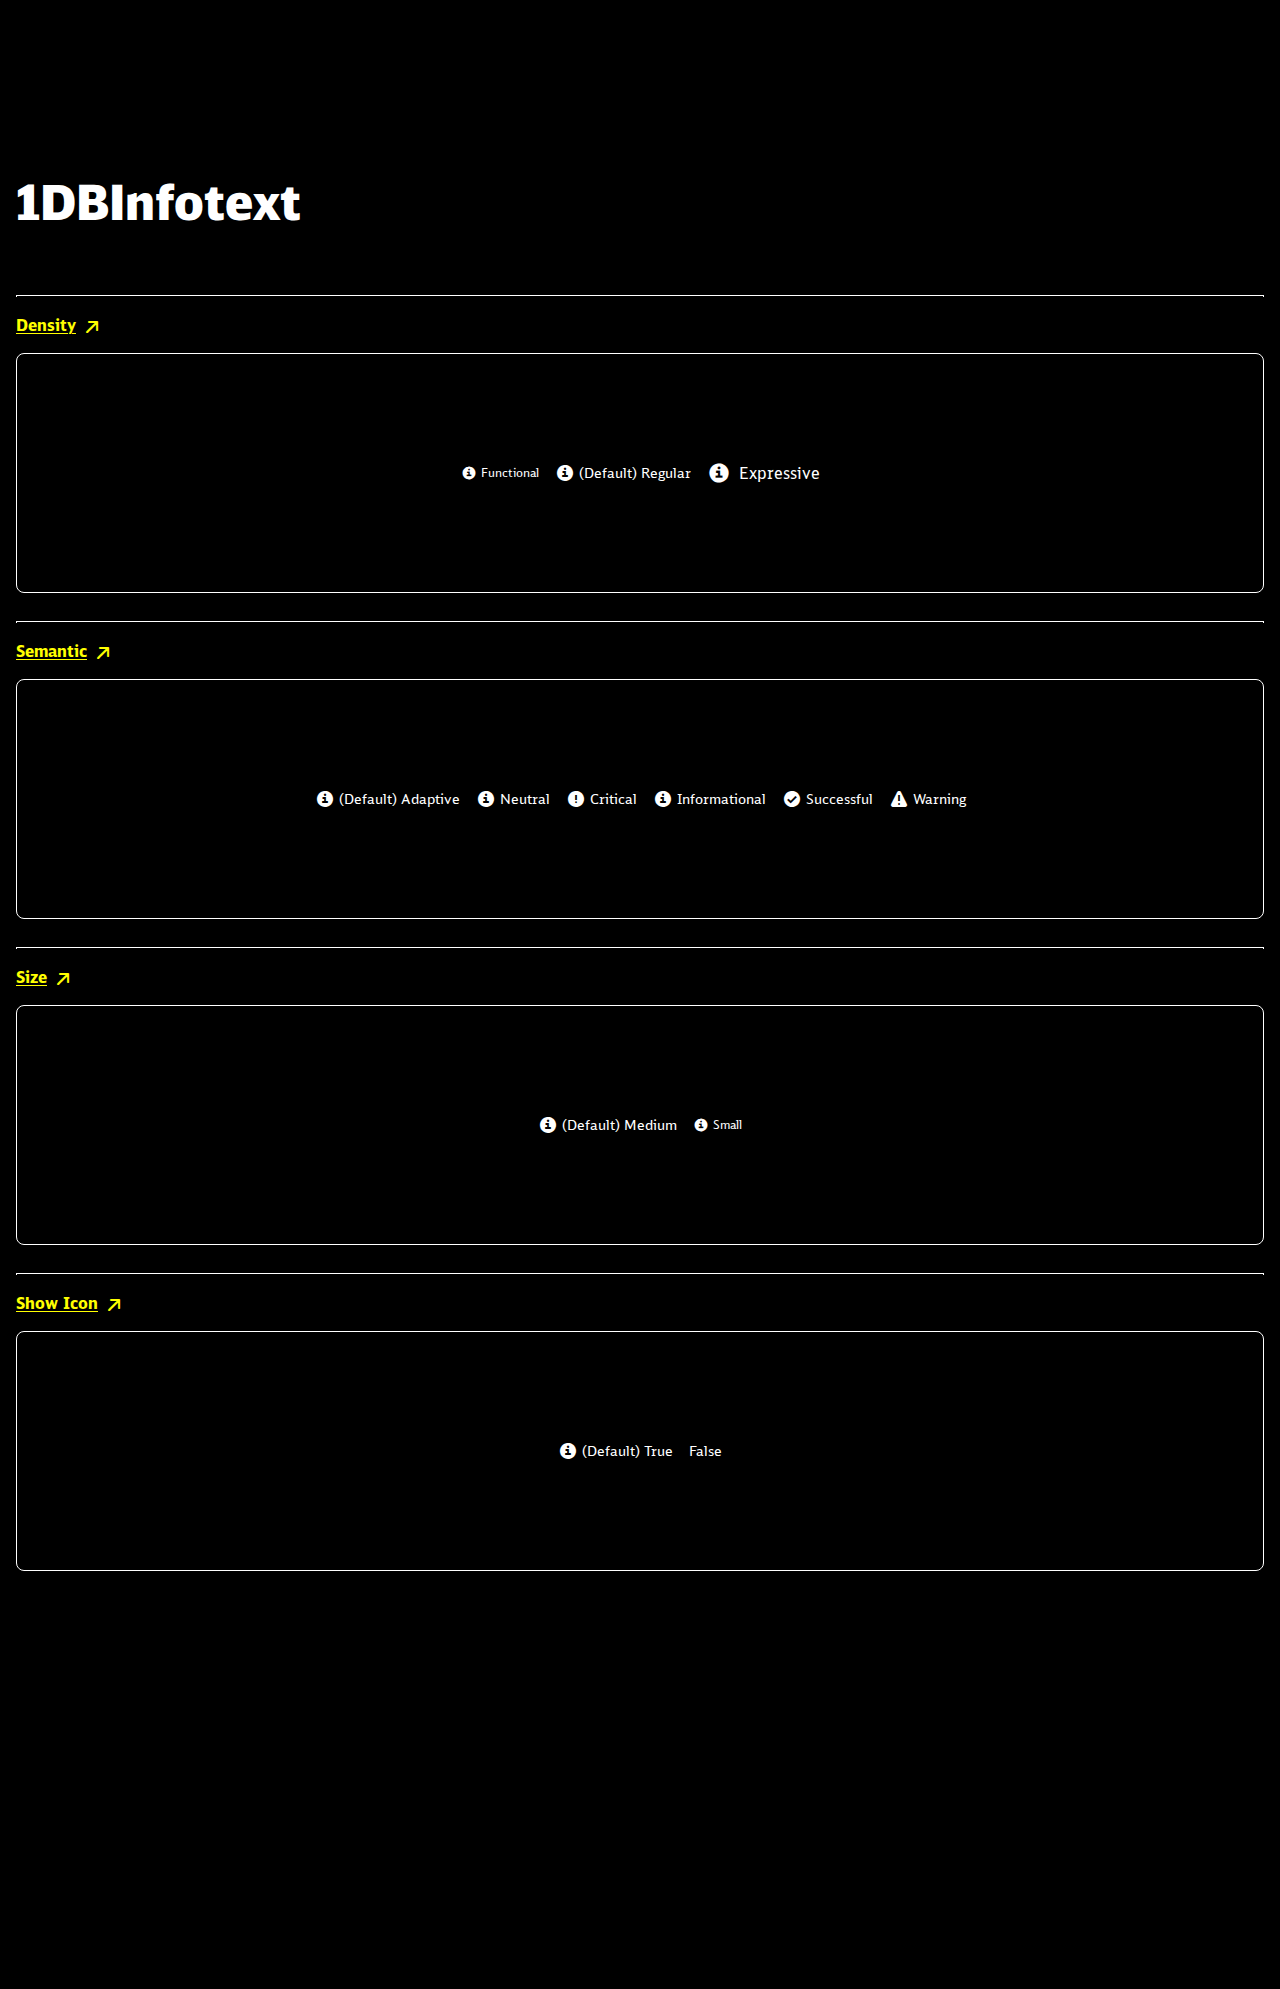 1DBInfotext
Density
Functional (Default) Regular Expressive
Semantic
(Default) Adaptive Neutral Critical Informational Successful Warning
Size
(Default) Medium Small
Show Icon
(Default) True False